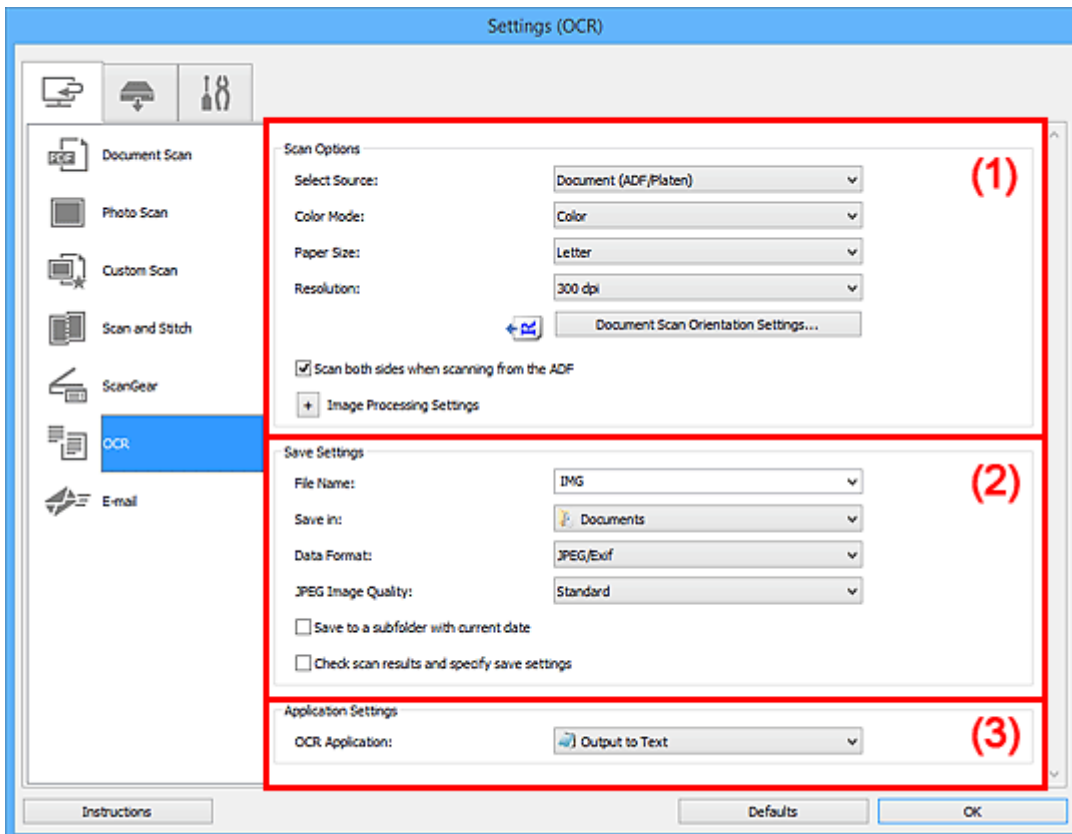 Settings (OCR)
Document Scan
Photo Scan
Custom Scan
Scan and Stitch
ScanGear
OCR
E-mail
(1)
Scan Options
Select Source: Document (ADF/Platen)
Color Mode: Color
Paper Size: Letter
Resolution: 300 dpi
Document Scan Orientation Settings...
Scan both sides when scanning from the ADF
+ Image Processing Settings
(2)
Save Settings
File Name: IMG
Save in: Documents
Data Format: JPEG/Exif
JPEG Image Quality: Standard
Save to a subfolder with current date
Check scan results and specify save settings
(3)
Application Settings
OCR Application: Output to Text
Instructions Defaults OK